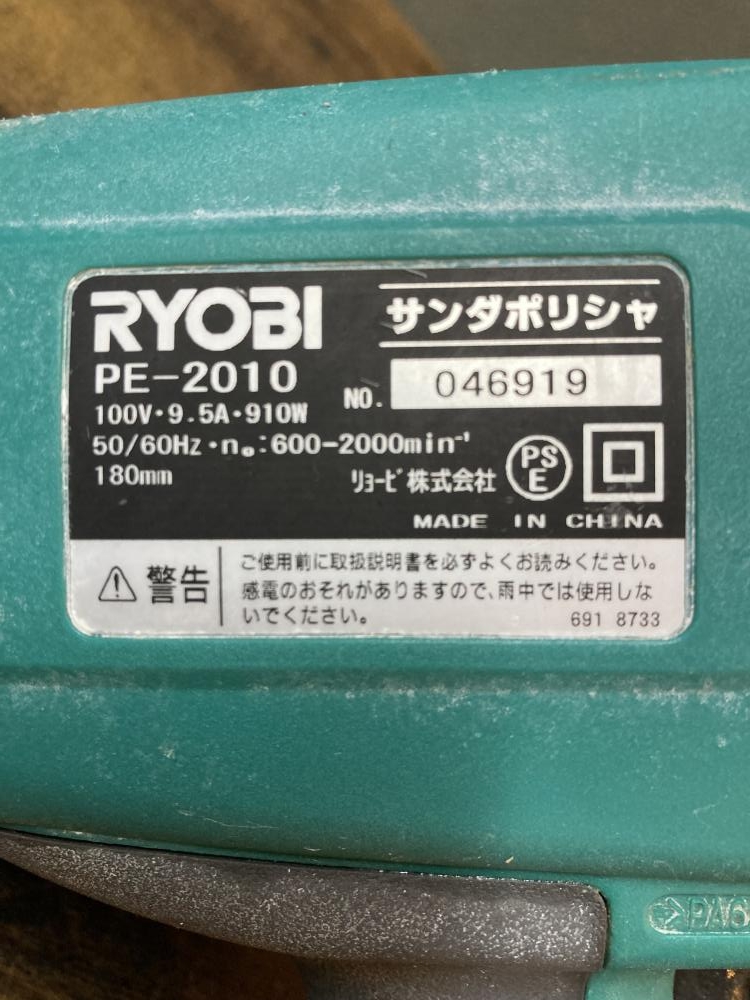 RYOBI
サンダポリシャ
PE-2010
NO. 046919
100V・9.5A・910W
50/60Hz・n₀:600-2000min⁻¹
180mm
リョービ株式会社
PS
E
MADE IN CHINA
警告
ご使用前に取扱説明書を必ずよくお読みください。
感電のおそれがありますので、雨中では使用しな
いでください。
691 8733
>PA6